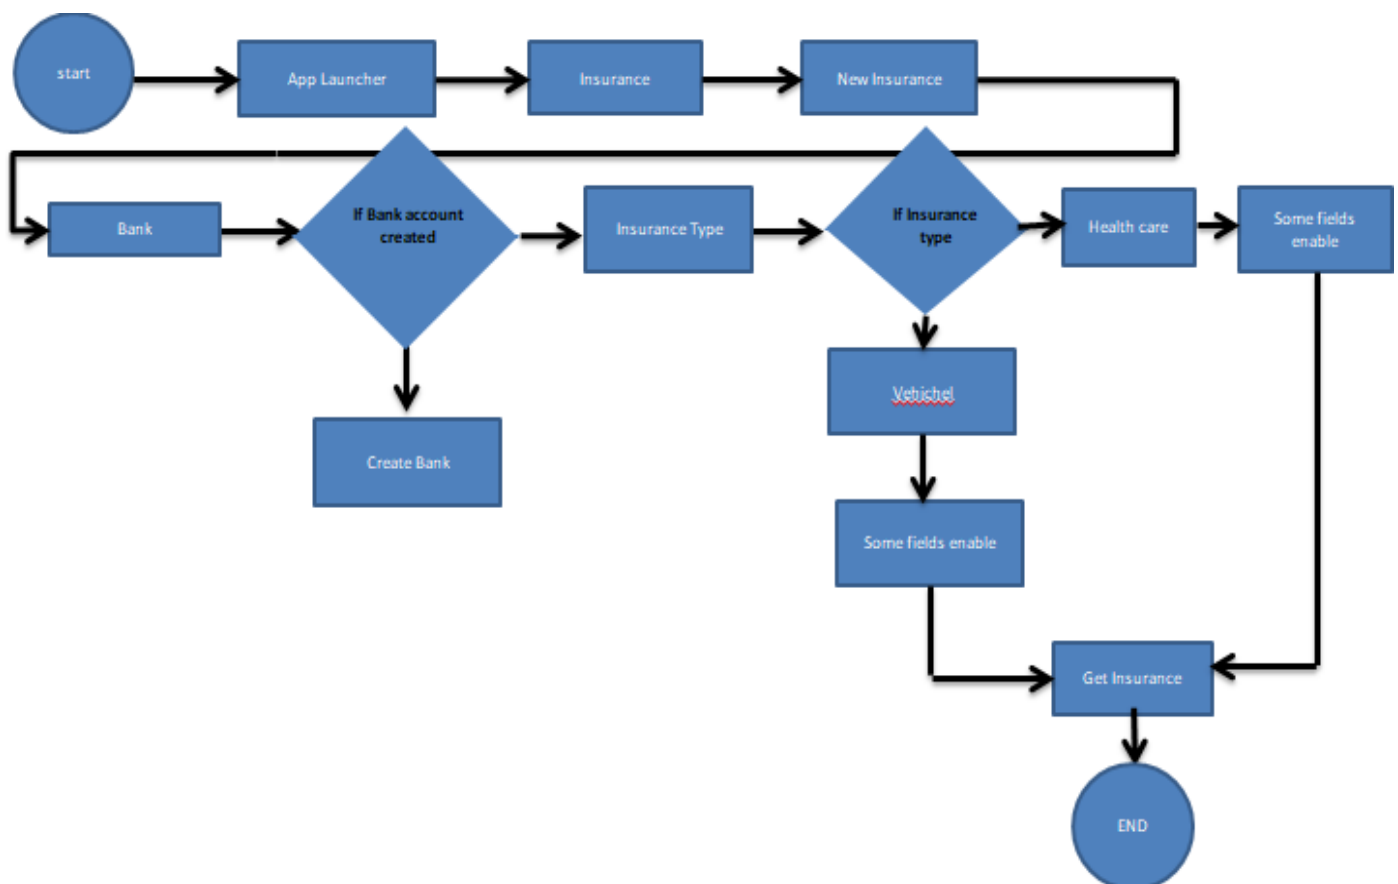 start
App Launcher
Insurance
New Insurance
Bank
If Bank account
created
Insurance Type
If Insurance
type
Health care
Some fields
enable
Vehichel
Create Bank
Some fields enable
Get Insurance
END